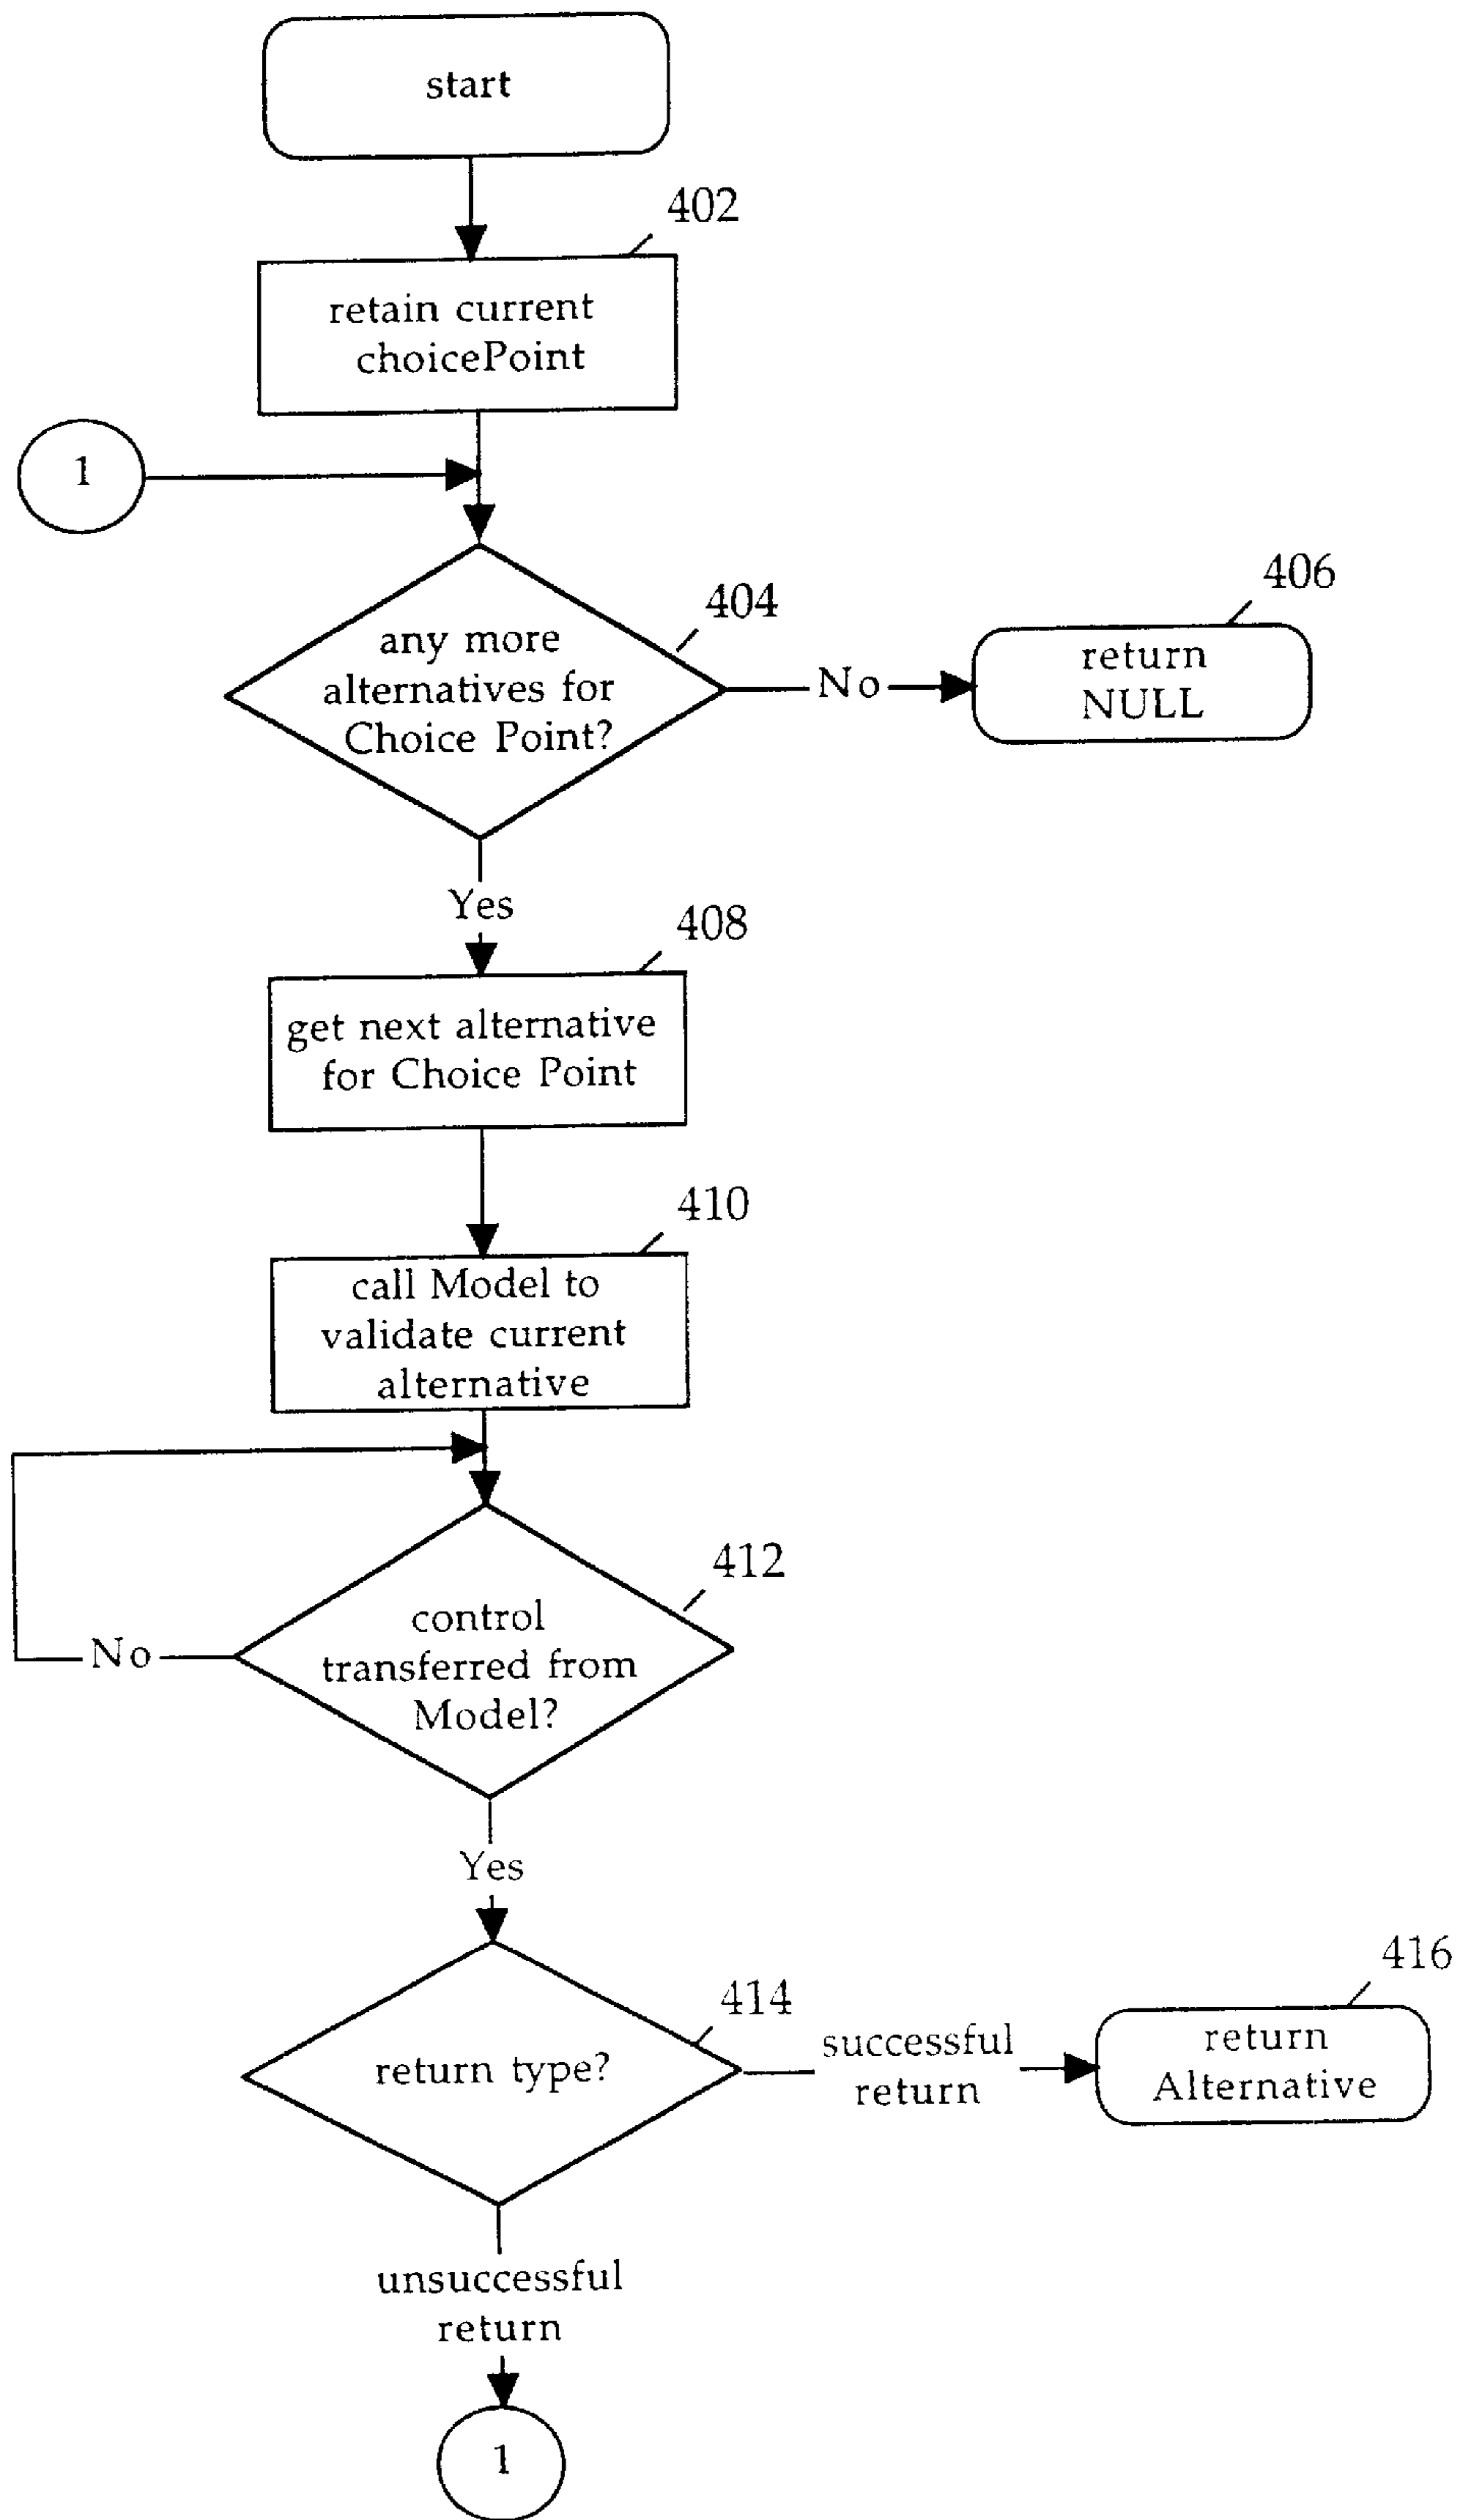 start
402
retain current
choicePoint
1
404
406
any more
alternatives for
Choice Point?
No
return
NULL
Yes
408
get next alternative
for Choice Point
410
call Model to
validate current
alternative
412
control
transferred from
Model?
No
Yes
414
416
return type?
successful
return
return
Alternative
unsuccessful
return
1